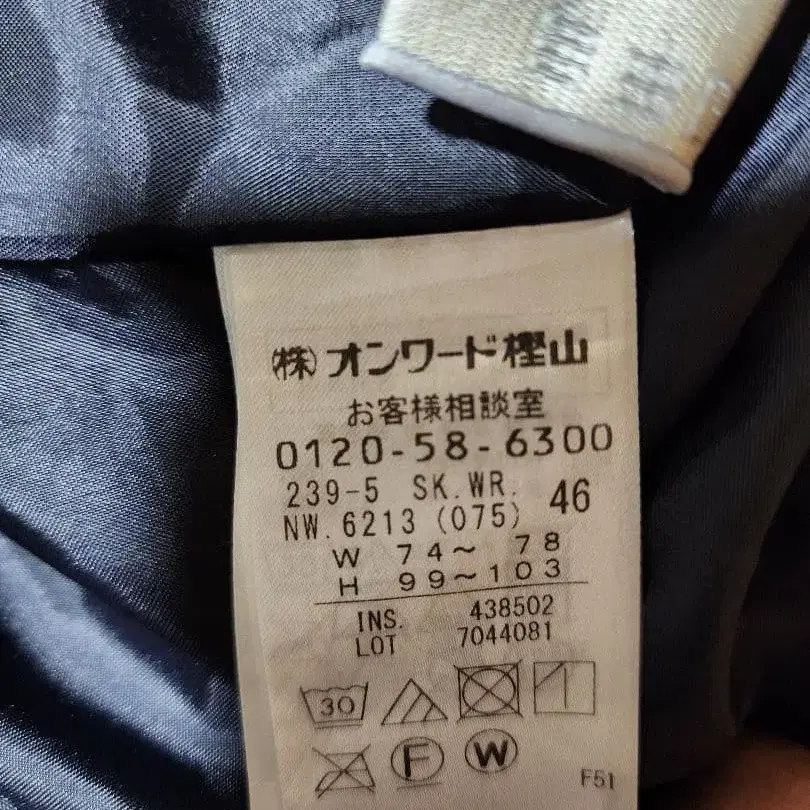 ㈱オンワード樫山
お客様相談室
0120-58-6300
239-5 SK.WR. 46
NW.6213 (075)
W 74～ 78
H 99～103
INS. 438502
LOT 7044081
30
F W
F51